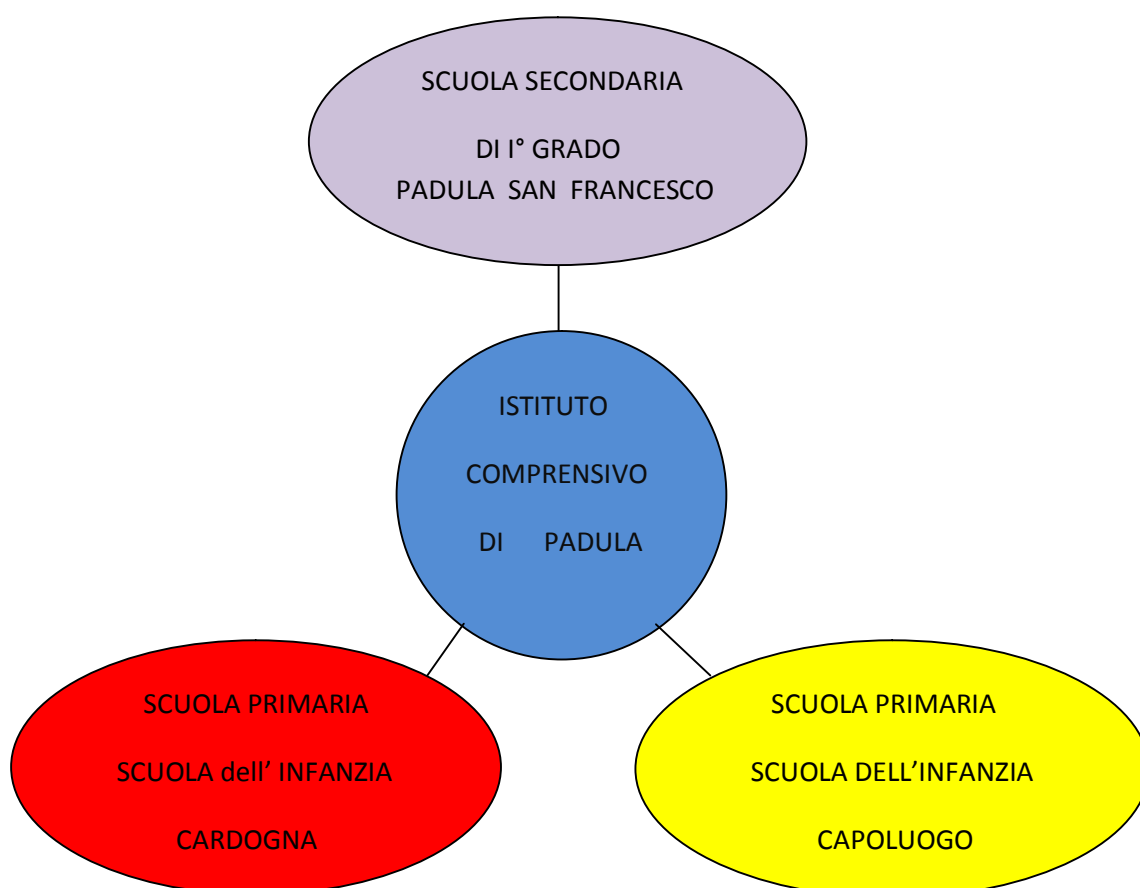 SCUOLA SECONDARIA
DI I° GRADO
PADULA SAN FRANCESCO
ISTITUTO
COMPRENSIVO
DI PADULA
SCUOLA PRIMARIA
SCUOLA dell' INFANZIA
CARDOGNA
SCUOLA PRIMARIA
SCUOLA DELL’INFANZIA
CAPOLUOGO